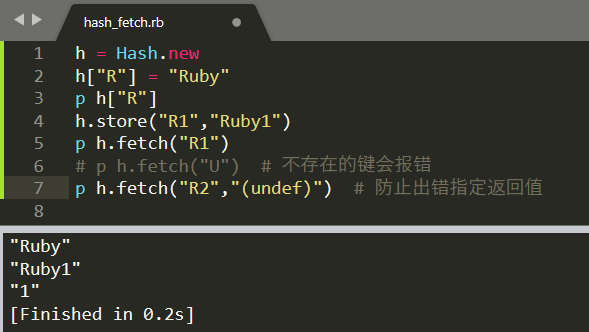 hash_fetch.rb
1 h = Hash.new
2 h["R"] = "Ruby"
3 p h["R"]
4 h.store("R1","Ruby1")
5 p h.fetch("R1")
6 # p h.fetch("U")  # 不存在的键会报错
7 p h.fetch("R2","(undef)")  # 防止出错指定返回值
8
"Ruby"
"Ruby1"
"1"
[Finished in 0.2s]